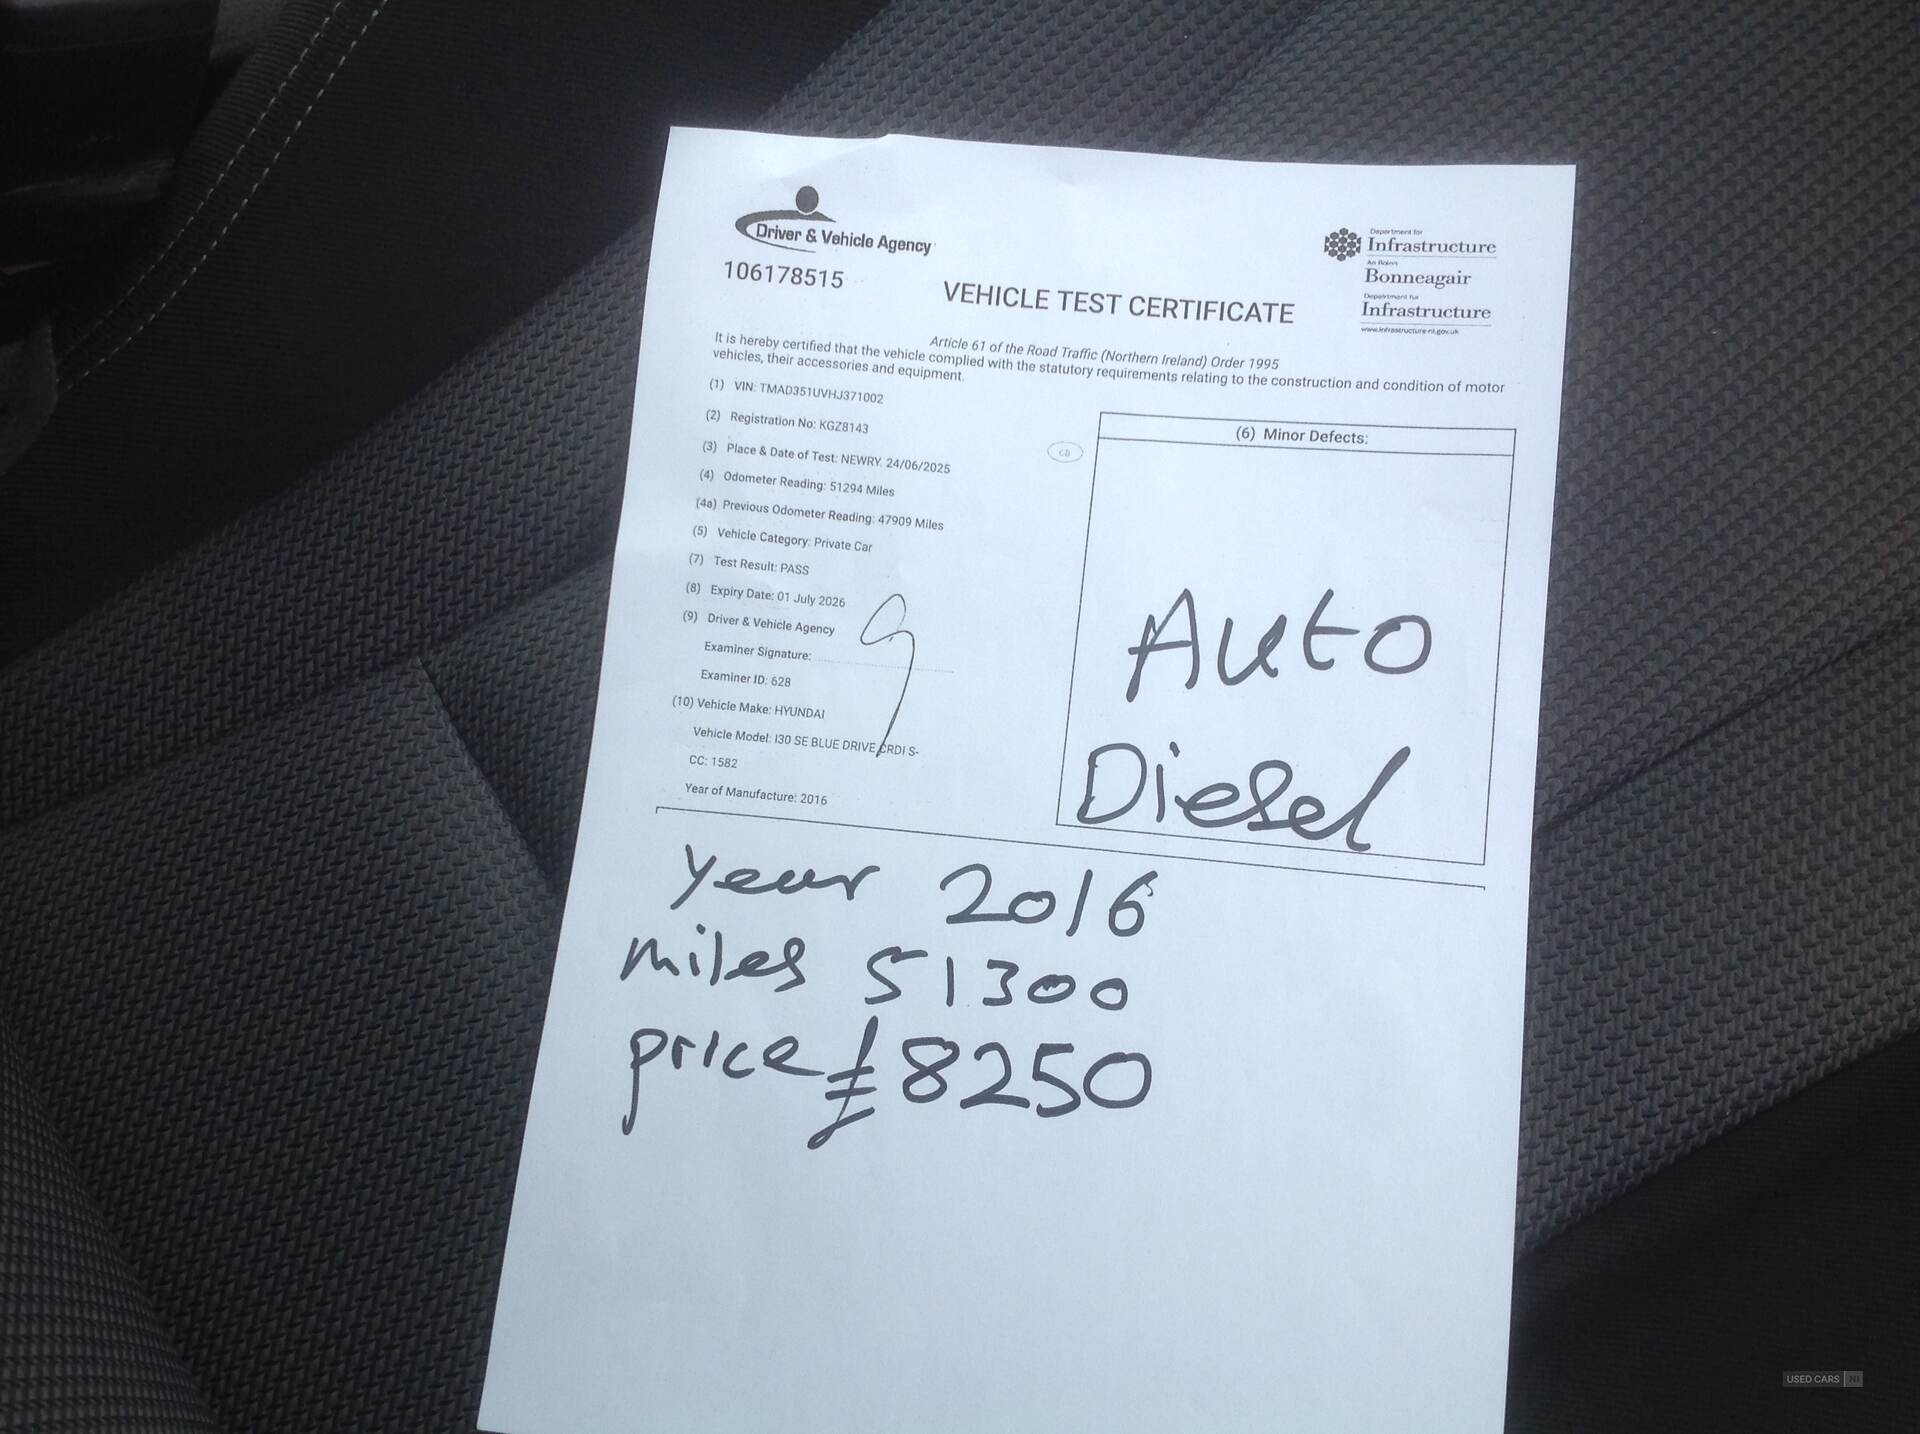 Driver & Vehicle Agency
106178515
Department for
Infrastructure
An Roinn
Bonneagair
Depairtment fur
Infrastructure
www.infrastructure-ni.gov.uk
VEHICLE TEST CERTIFICATE
Article 61 of the Road Traffic (Northern Ireland) Order 1995
It is hereby certified that the vehicle complied with the statutory requirements relating to the construction and condition of motor
vehicles, their accessories and equipment.
(1) VIN: TMAD351UVHJ371002
(2) Registration No: KGZ8143
(3) Place & Date of Test: NEWRY. 24/06/2025
(4) Odometer Reading: 51294 Miles
(4a) Previous Odometer Reading: 47909 Miles
(5) Vehicle Category: Private Car
(7) Test Result: PASS
(8) Expiry Date: 01 July 2026
(9) Driver & Vehicle Agency
Examiner Signature:
Examiner ID: 628
(10) Vehicle Make: HYUNDAI
Vehicle Model: I30 SE BLUE DRIVE CRDI S-
CC: 1582
Year of Manufacture: 2016
(6) Minor Defects:
Auto
Diesel
year 2016
miles 51300
price £8250
USED CARS NI